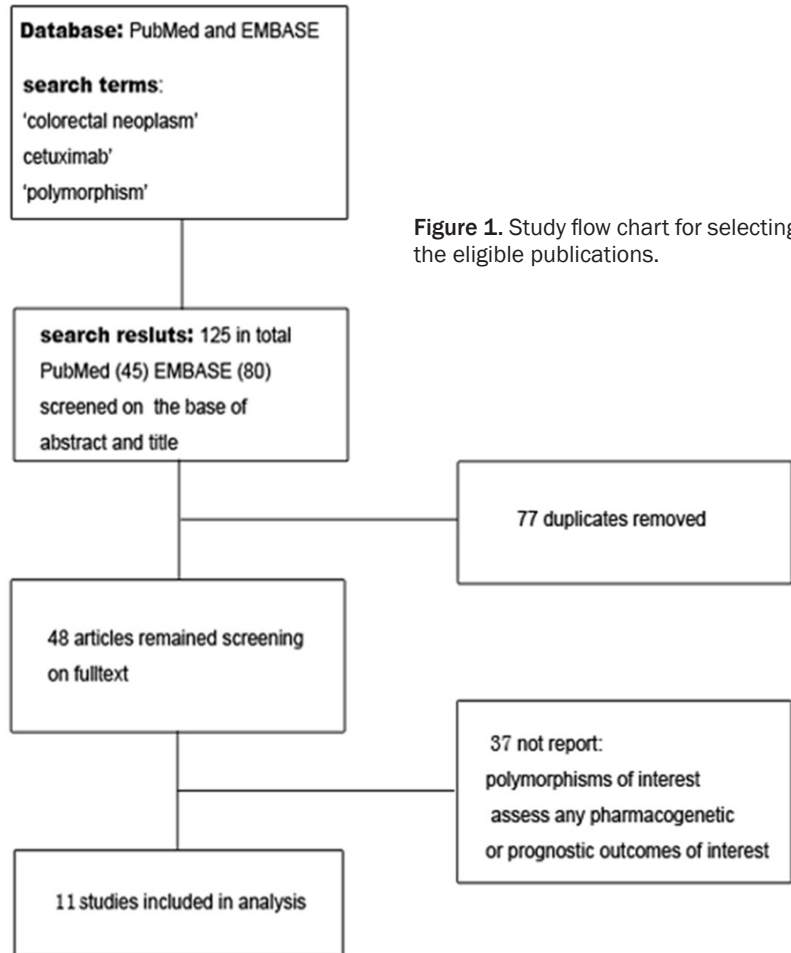 Database: PubMed and EMBASE
search terms:
'colorectal neoplasm'
cetuximab'
'polymorphism'
Figure 1. Study flow chart for selecting
the eligible publications.
search resluts: 125 in total
PubMed (45) EMBASE (80)
screened on the base of
abstract and title
77 duplicates removed
48 articles remained screening
on fulltext
37 not report:
polymorphisms of interest
assess any pharmacogenetic
or prognostic outcomes of interest
11 studies included in analysis